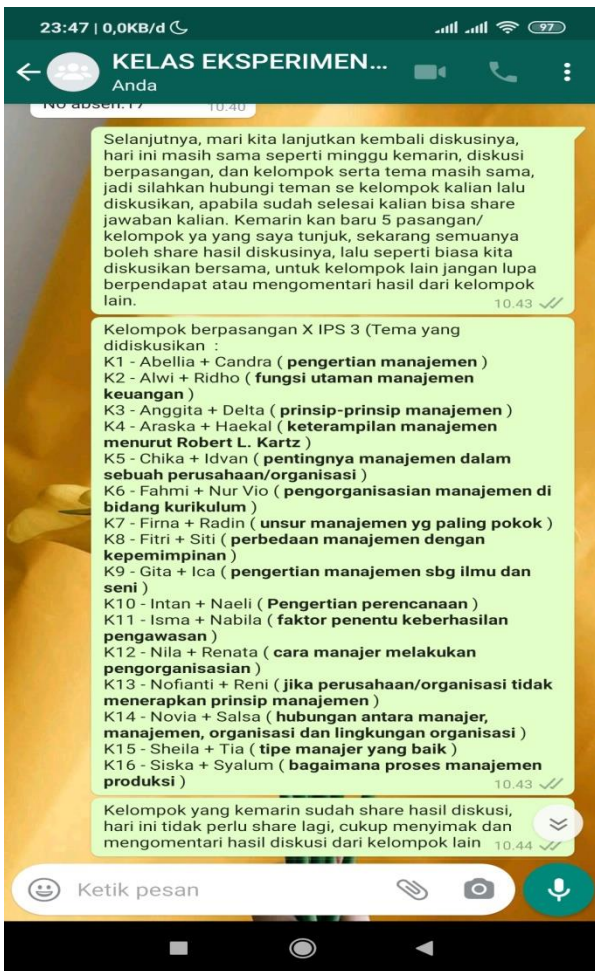 23:47 | 0,0KB/d
97
KELAS EKSPERIMEN...
Anda
No absen:17 10.40
Selanjutnya, mari kita lanjutkan kembali diskusinya,
hari ini masih sama seperti minggu kemarin, diskusi
berpasangan, dan kelompok serta tema masih sama,
jadi silahkan hubungi teman se kelompok kalian lalu
diskusikan, apabila sudah selesai kalian bisa share
jawaban kalian. Kemarin kan baru 5 pasangan/
kelompok ya yang saya tunjuk, sekarang semuanya
boleh share hasil diskusinya, lalu seperti biasa kita
diskusikan bersama, untuk kelompok lain jangan lupa
berpendapat atau mengomentari hasil dari kelompok
lain. 10.43
Kelompok berpasangan X IPS 3 (Tema yang
didiskusikan :
K1 - Abellia + Candra ( pengertian manajemen )
K2 - Alwi + Ridho ( fungsi utaman manajemen
keuangan )
K3 - Anggita + Delta ( prinsip-prinsip manajemen )
K4 - Araska + Haekal ( keterampilan manajemen
menurut Robert L. Kartz )
K5 - Chika + Idvan ( pentingnya manajemen dalam
sebuah perusahaan/organisasi )
K6 - Fahmi + Nur Vio ( pengorganisasian manajemen di
bidang kurikulum )
K7 - Firna + Radin ( unsur manajemen yg paling pokok )
K8 - Fitri + Siti ( perbedaan manajemen dengan
kepemimpinan )
K9 - Gita + Ica ( pengertian manajemen sbg ilmu dan
seni )
K10 - Intan + Naeli ( Pengertian perencanaan )
K11 - Isma + Nabila ( faktor penentu keberhasilan
pengawasan )
K12 - Nila + Renata ( cara manajer melakukan
pengorganisasian )
K13 - Nofianti + Reni ( jika perusahaan/organisasi tidak
menerapkan prinsip manajemen )
K14 - Novia + Salsa ( hubungan antara manajer,
manajemen, organisasi dan lingkungan organisasi )
K15 - Sheila + Tia ( tipe manajer yang baik )
K16 - Siska + Syalum ( bagaimana proses manajemen
produksi ) 10.43
Kelompok yang kemarin sudah share hasil diskusi,
hari ini tidak perlu share lagi, cukup menyimak dan
mengomentari hasil diskusi dari kelompok lain 10.44
Ketik pesan